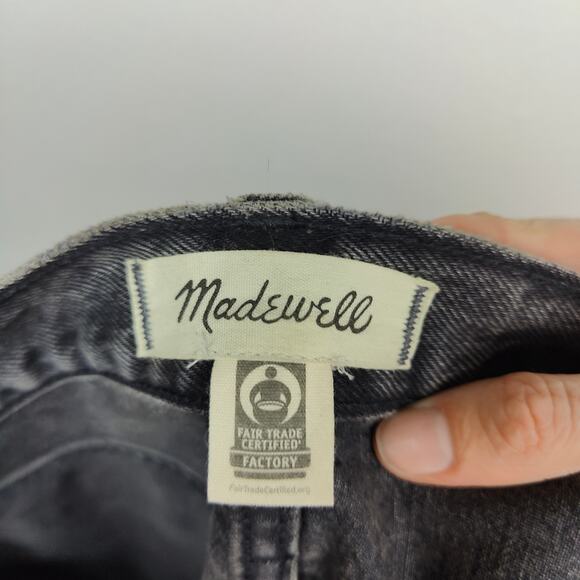 Madewell
FAIR TRADE
CERTIFIED
FACTORY
FairTradeCertified.org